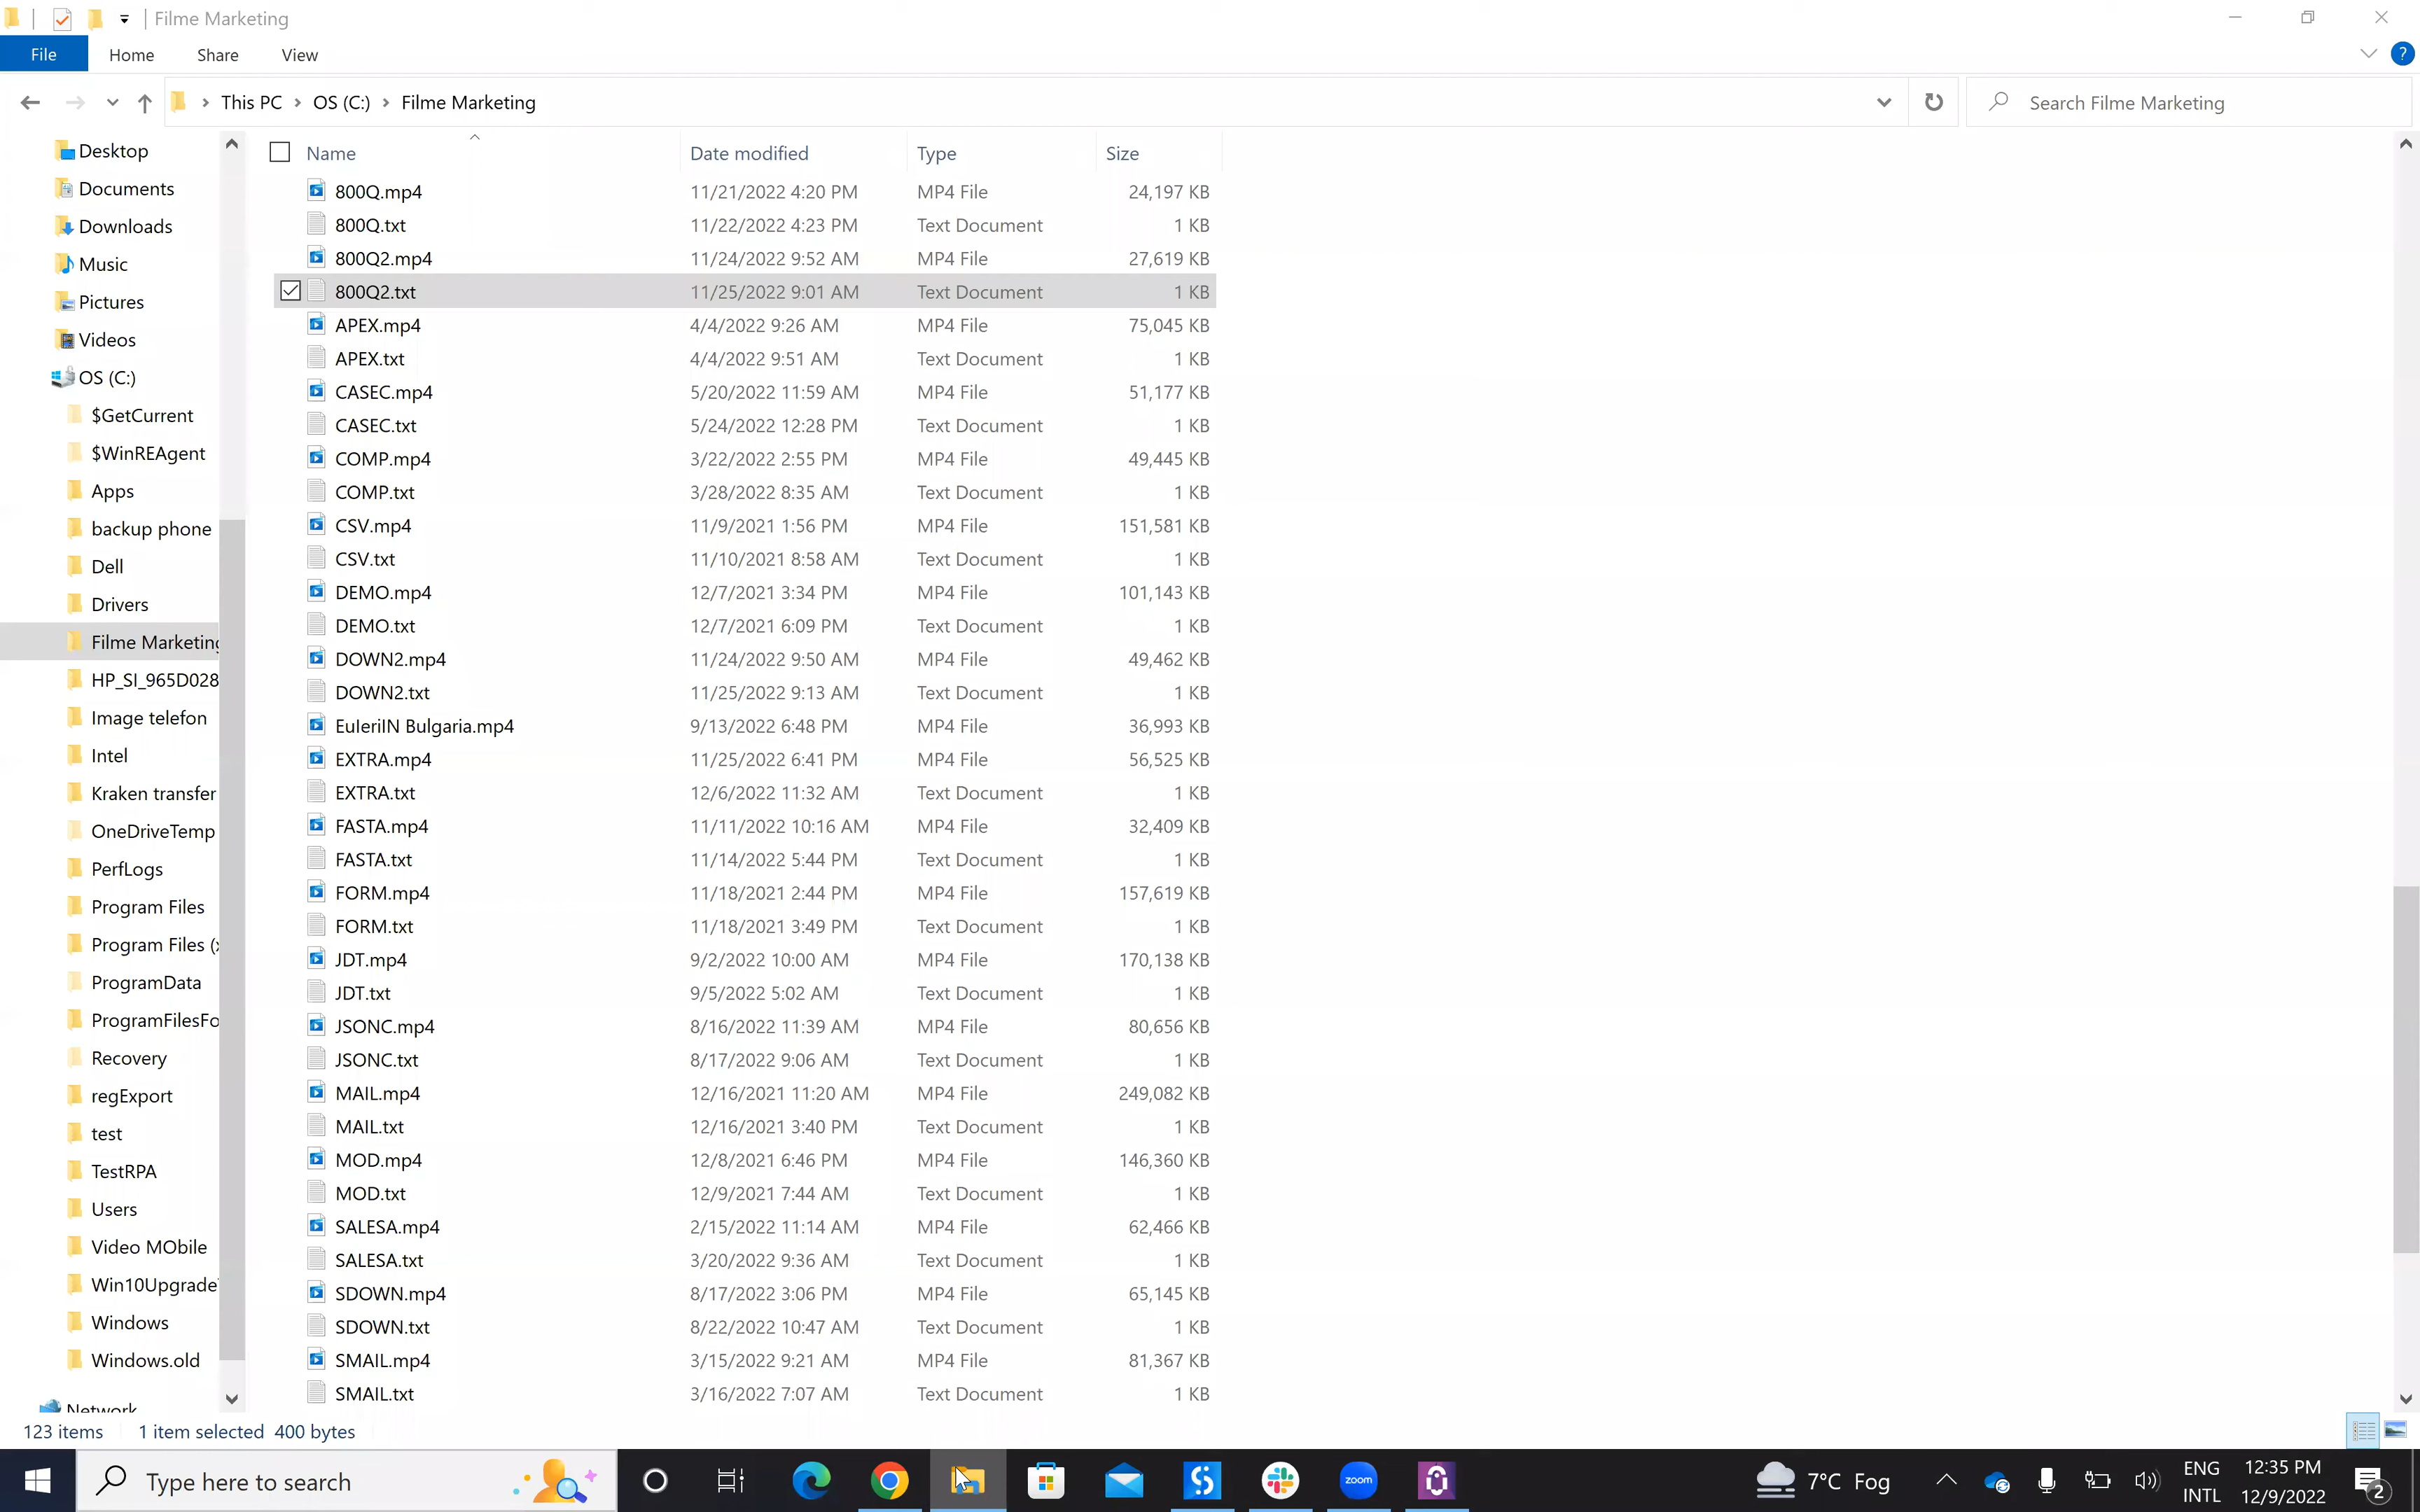 Filme Marketing
File Home Share View
This PC > OS (C:) > Filme Marketing
Search Filme Marketing
Desktop
Documents
Downloads
Music
Pictures
Videos
OS (C:)
$GetCurrent
$WinREAgent
Apps
backup phone
Dell
Drivers
Filme Marketing
HP_SI_965D028
Image telefon
Intel
Kraken transfer
OneDriveTemp
PerfLogs
Program Files
Program Files (x
ProgramData
ProgramFilesFo
Recovery
regExport
test
TestRPA
Users
Video MObile
Win10Upgrade
Windows
Windows.old
Network
Name Date modified Type Size
800Q.mp4 11/21/2022 4:20 PM MP4 File 24,197 KB
800Q.txt 11/22/2022 4:23 PM Text Document 1 KB
800Q2.mp4 11/24/2022 9:52 AM MP4 File 27,619 KB
800Q2.txt 11/25/2022 9:01 AM Text Document 1 KB
APEX.mp4 4/4/2022 9:26 AM MP4 File 75,045 KB
APEX.txt 4/4/2022 9:51 AM Text Document 1 KB
CASEC.mp4 5/20/2022 11:59 AM MP4 File 51,177 KB
CASEC.txt 5/24/2022 12:28 PM Text Document 1 KB
COMP.mp4 3/22/2022 2:55 PM MP4 File 49,445 KB
COMP.txt 3/28/2022 8:35 AM Text Document 1 KB
CSV.mp4 11/9/2021 1:56 PM MP4 File 151,581 KB
CSV.txt 11/10/2021 8:58 AM Text Document 1 KB
DEMO.mp4 12/7/2021 3:34 PM MP4 File 101,143 KB
DEMO.txt 12/7/2021 6:09 PM Text Document 1 KB
DOWN2.mp4 11/24/2022 9:50 AM MP4 File 49,462 KB
DOWN2.txt 11/25/2022 9:13 AM Text Document 1 KB
EuleriIN Bulgaria.mp4 9/13/2022 6:48 PM MP4 File 36,993 KB
EXTRA.mp4 11/25/2022 6:41 PM MP4 File 56,525 KB
EXTRA.txt 12/6/2022 11:32 AM Text Document 1 KB
FASTA.mp4 11/11/2022 10:16 AM MP4 File 32,409 KB
FASTA.txt 11/14/2022 5:44 PM Text Document 1 KB
FORM.mp4 11/18/2021 2:44 PM MP4 File 157,619 KB
FORM.txt 11/18/2021 3:49 PM Text Document 1 KB
JDT.mp4 9/2/2022 10:00 AM MP4 File 170,138 KB
JDT.txt 9/5/2022 5:02 AM Text Document 1 KB
JSONC.mp4 8/16/2022 11:39 AM MP4 File 80,656 KB
JSONC.txt 8/17/2022 9:06 AM Text Document 1 KB
MAIL.mp4 12/16/2021 11:20 AM MP4 File 249,082 KB
MAIL.txt 12/16/2021 3:40 PM Text Document 1 KB
MOD.mp4 12/8/2021 6:46 PM MP4 File 146,360 KB
MOD.txt 12/9/2021 7:44 AM Text Document 1 KB
SALESA.mp4 2/15/2022 11:14 AM MP4 File 62,466 KB
SALESA.txt 3/20/2022 9:36 AM Text Document 1 KB
SDOWN.mp4 8/17/2022 3:06 PM MP4 File 65,145 KB
SDOWN.txt 8/22/2022 10:47 AM Text Document 1 KB
SMAIL.mp4 3/15/2022 9:21 AM MP4 File 81,367 KB
SMAIL.txt 3/16/2022 7:07 AM Text Document 1 KB
123 items 1 item selected 400 bytes
Type here to search
zoom
7°C Fog
ENG
INTL
12:35 PM
12/9/2022
2